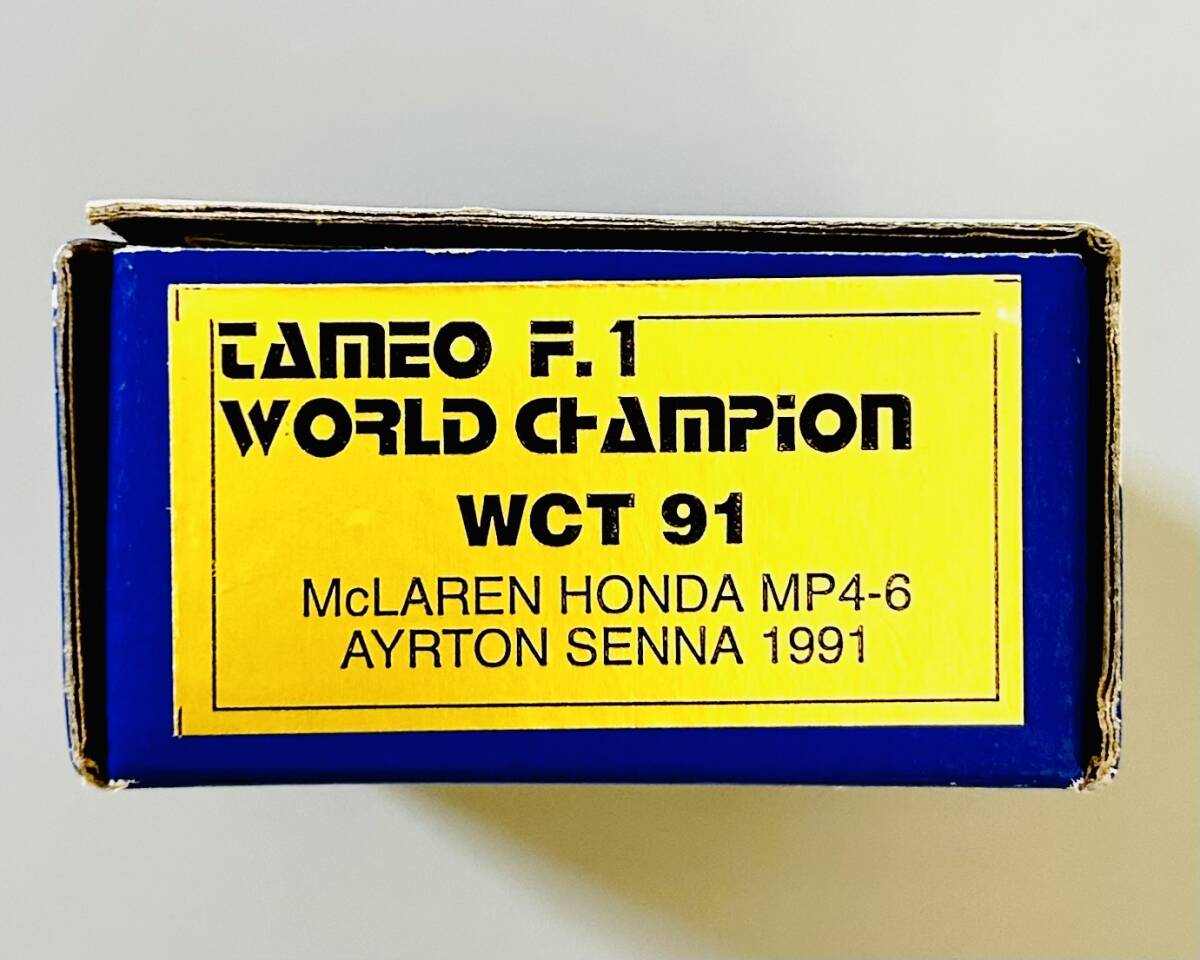 TAMEO F.1
WORLD CHAMPION
WCT 91
McLAREN HONDA MP4-6
AYRTON SENNA 1991